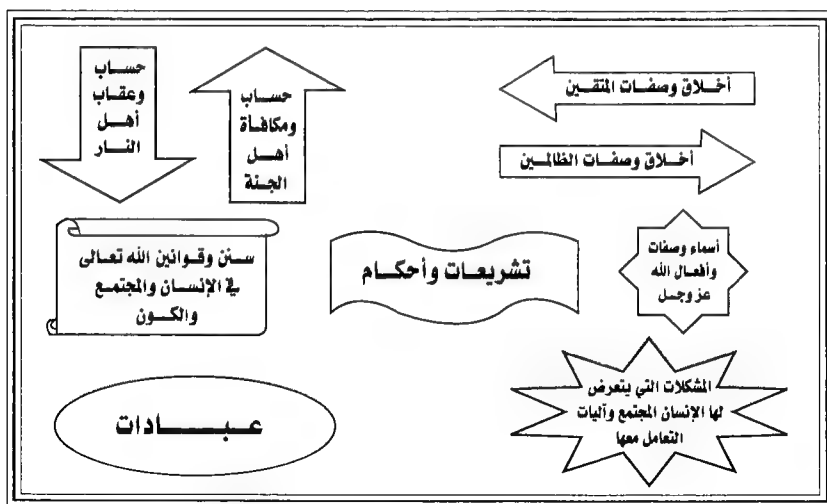 أخلاق وصفات المتقين
أخلاق وصفات الظالمين
حساب
ومكافأة
أهل
الجنة
حساب
وعقاب
أهل
النار
أسماء وصفات
وأفعال الله
عز وجل
تشريعات وأحكام
سنن وقوانين الله تعالى
في الإنسان والمجتمع
والكون
المشكلات التي يتعرض
لها الإنسان المجتمع وآليات
التعامل معها
عبادات